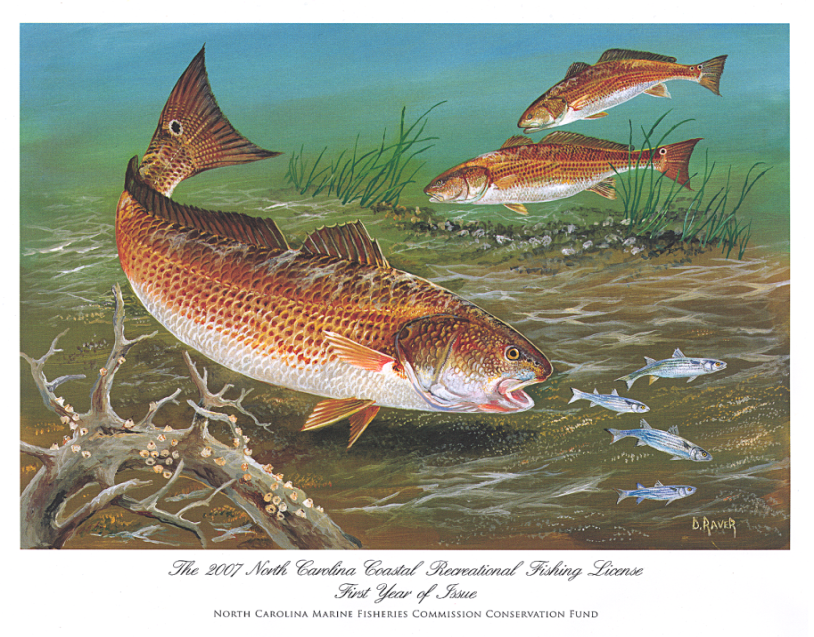 D. RAVER
The 2007 North Carolina Coastal Recreational Fishing License
First Year of Issue
NORTH CAROLINA MARINE FISHERIES COMMISSION CONSERVATION FUND